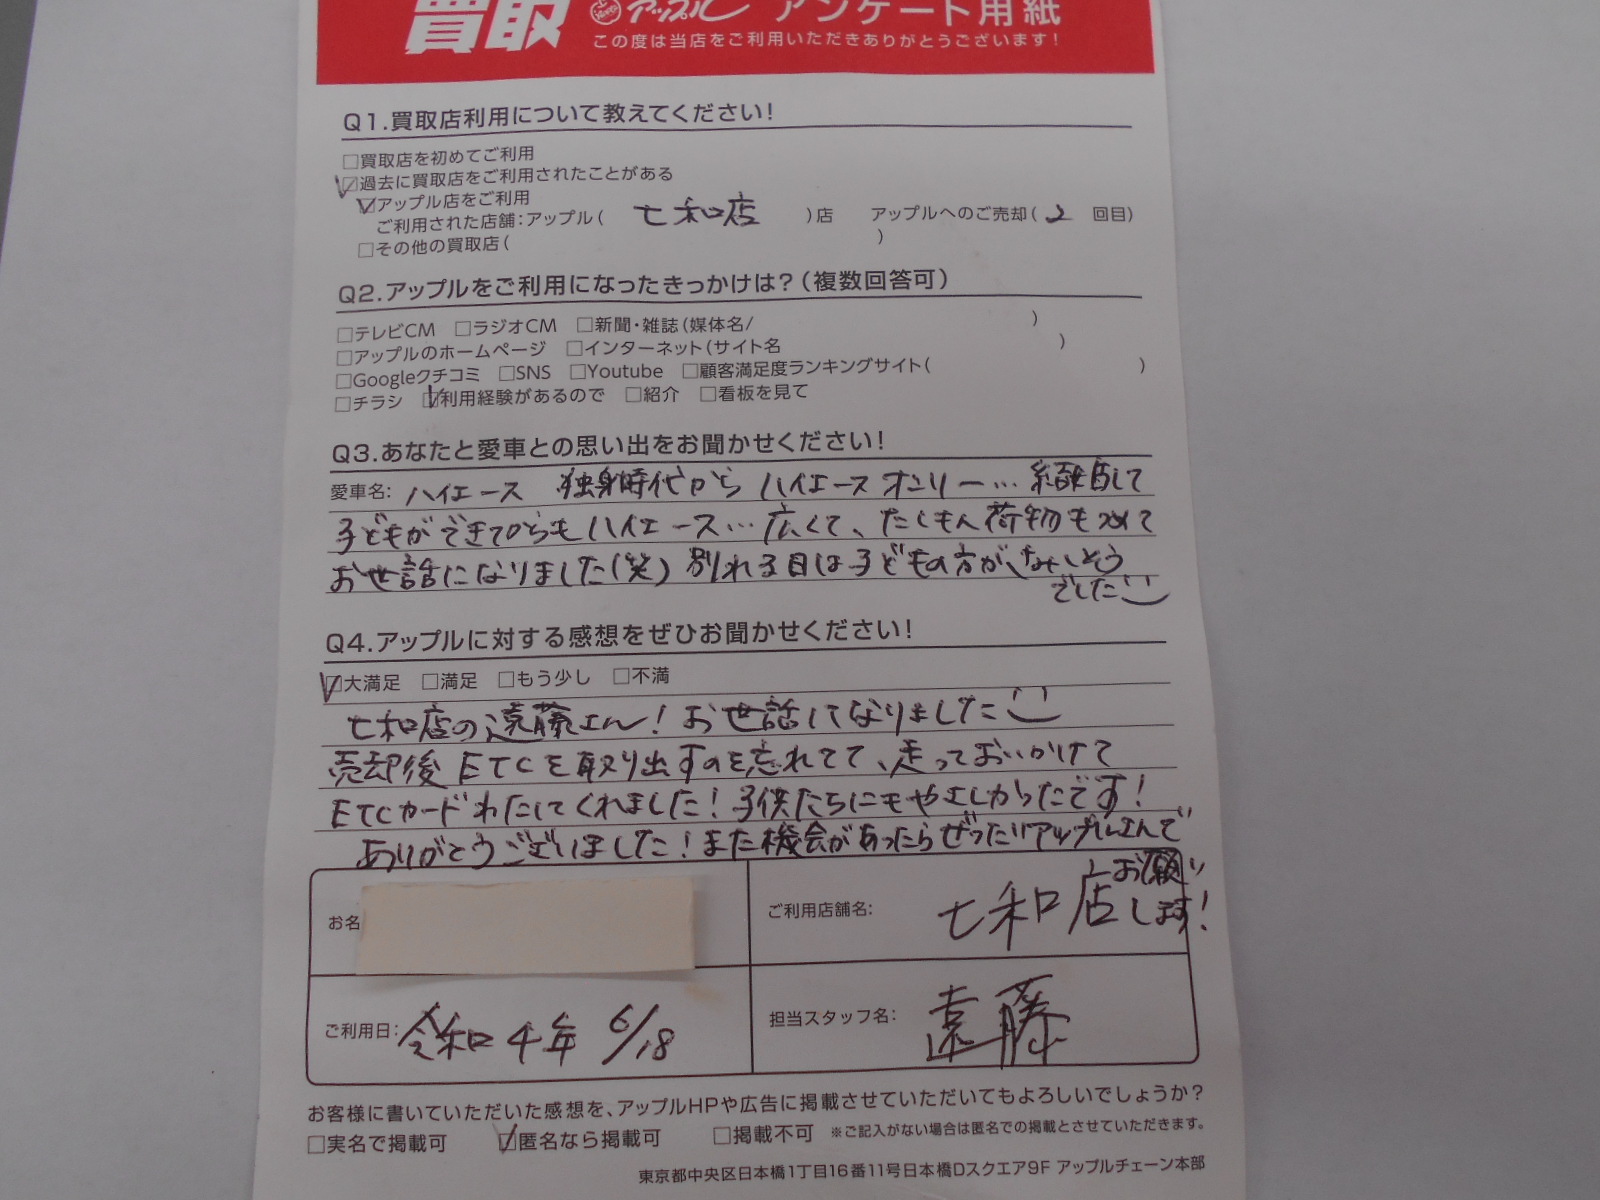 買取 アップル アンケート用紙
この度は当店をご利用いただきありがとうございます!
Q1.買取店利用について教えてください!
□買取店を初めてご利用
☑過去に買取店をご利用されたことがある
☑アップル店をご利用
ご利用された店舗:アップル( 七和店 )店 アップルへのご売却( 2 回目)
□その他の買取店( )
Q2.アップルをご利用になったきっかけは?(複数回答可)
□テレビCM □ラジオCM □新聞・雑誌(媒体名/ )
□アップルのホームページ □インターネット(サイト名 )
□Googleクチコミ □SNS □Youtube □顧客満足度ランキングサイト( )
□チラシ ☑利用経験があるので □紹介 □看板を見て
Q3.あなたと愛車との思い出をお聞かせください!
愛車名: ハイエース 独身時代から ハイエース オンリー… 結婚して
子どもができてからもハイエース… 広くて、たくさん荷物もつめて
お世話になりました(笑) 別れる日は子どもの方がさみしそう
でした
Q4.アップルに対する感想をぜひお聞かせください!
☑大満足 □満足 □もう少し □不満
七和店の遠藤さん! お世話になりました
売却後ETCを取り出すのを忘れてて、走っておいかけて
ETCカードわたしてくれました! 子供たちにもやさしかったです!
ありがとうございました! また機会があったらぜったいアップルさんで
お願い
します!
お名
ご利用店舗名: 七和店
ご利用日: 令和4年 6/18
担当スタッフ名: 遠藤
お客様に書いていただいた感想を、アップルHPや広告に掲載させていただいてもよろしいでしょうか?
□実名で掲載可 ☑匿名なら掲載可 □掲載不可 ※ご記入がない場合は匿名での掲載とさせていただきます。
東京都中央区日本橋1丁目16番11号日本橋Dスクエア9F アップルチェーン本部